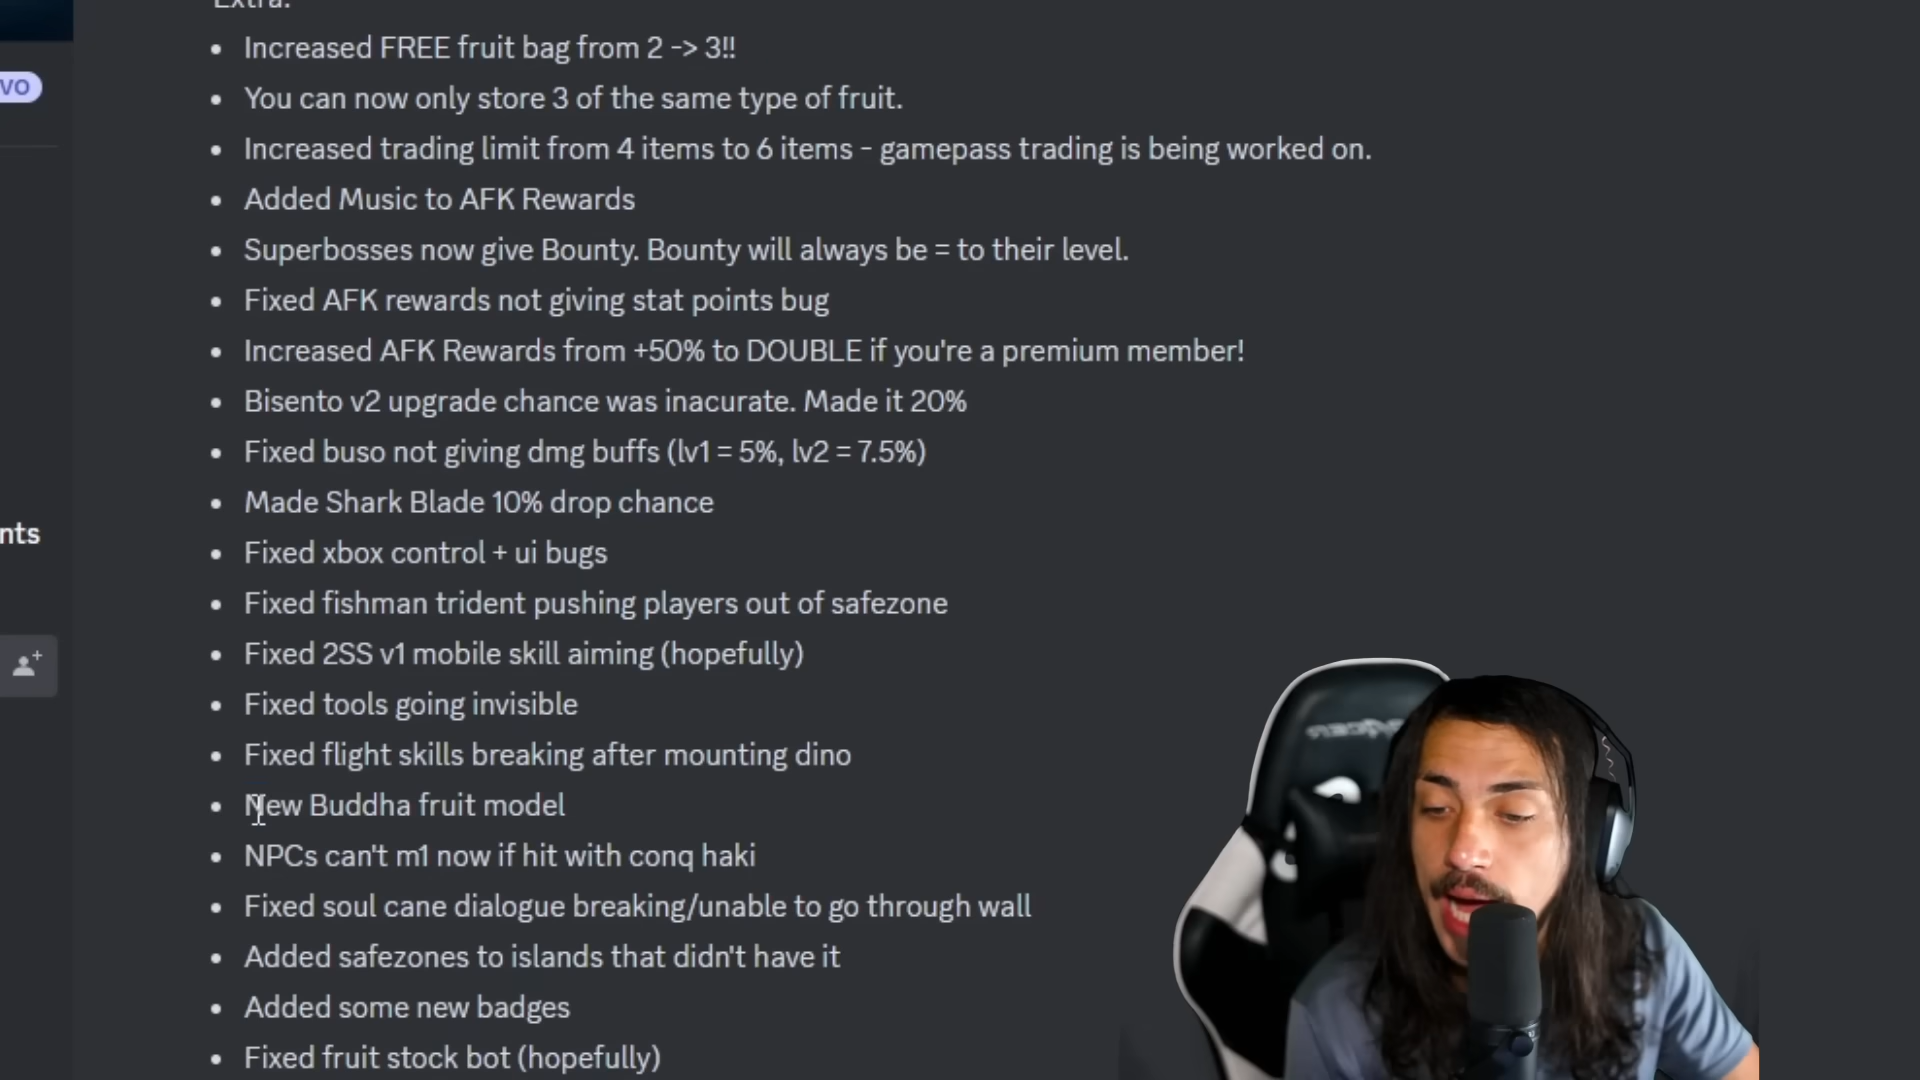 Extra:
• Increased FREE fruit bag from 2 -> 3!!
VO
• You can now only store 3 of the same type of fruit.
• Increased trading limit from 4 items to 6 items - gamepass trading is being worked on.
• Added Music to AFK Rewards
• Superbosses now give Bounty. Bounty will always be = to their level.
• Fixed AFK rewards not giving stat points bug
• Increased AFK Rewards from +50% to DOUBLE if you're a premium member!
• Bisento v2 upgrade chance was inacurate. Made it 20%
• Fixed buso not giving dmg buffs (lv1 = 5%, lv2 = 7.5%)
• Made Shark Blade 10% drop chance
nts
• Fixed xbox control + ui bugs
• Fixed fishman trident pushing players out of safezone
• Fixed 2SS v1 mobile skill aiming (hopefully)
• Fixed tools going invisible
• Fixed flight skills breaking after mounting dino
• New Buddha fruit model
• NPCs can't m1 now if hit with conq haki
• Fixed soul cane dialogue breaking/unable to go through wall
• Added safezones to islands that didn't have it
• Added some new badges
• Fixed fruit stock bot (hopefully)